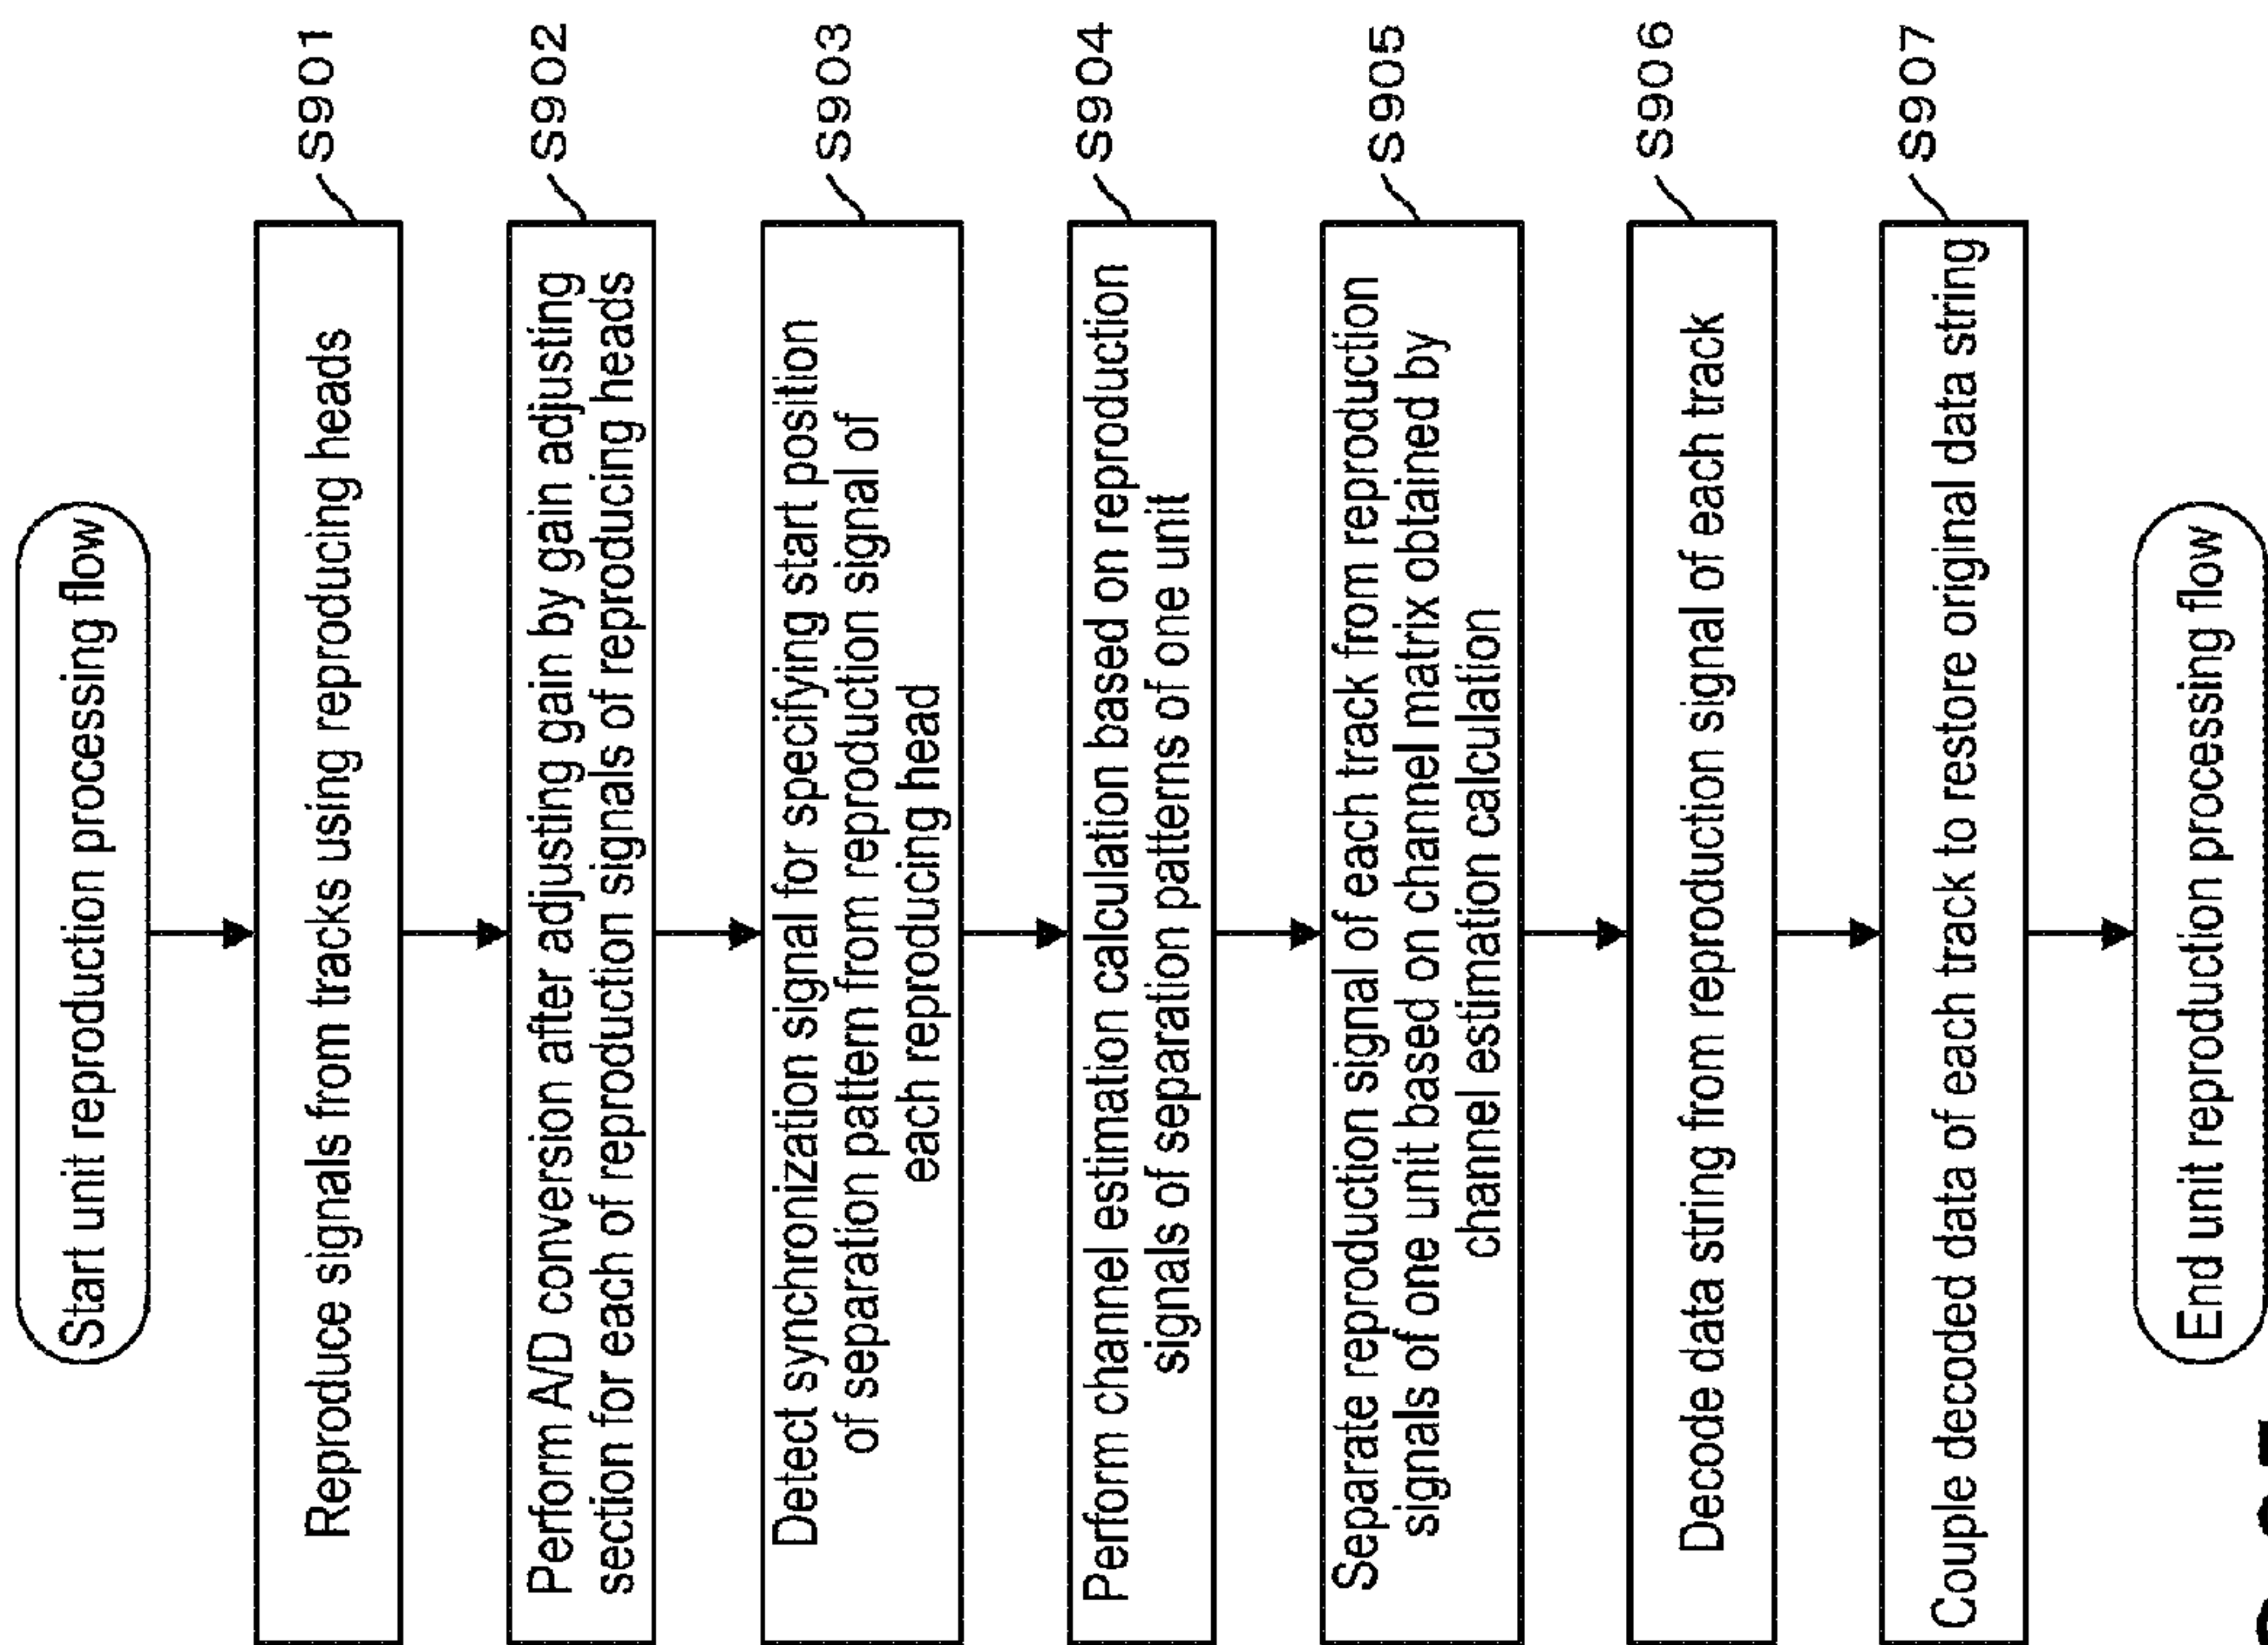 Start unit reproduction processing flow
S901
Reproduce signals from tracks using reproducing heads
S902
Perform A/D conversion after adjusting gain by gain adjusting
section for each of reproduction signals of reproducing heads
S903
Detect synchronization signal for specifying start position
of separation pattern from reproduction signal of
each reproducing head
S904
Perform channel estimation calculation based on reproduction
signals of separation patterns of one unit
S905
Separate reproduction signal of each track from reproduction
signals of one unit based on channel matrix obtained by
channel estimation calculation
S906
Decode data string from reproduction signal of each track
S907
Couple decoded data of each track to restore original data string
End unit reproduction processing flow